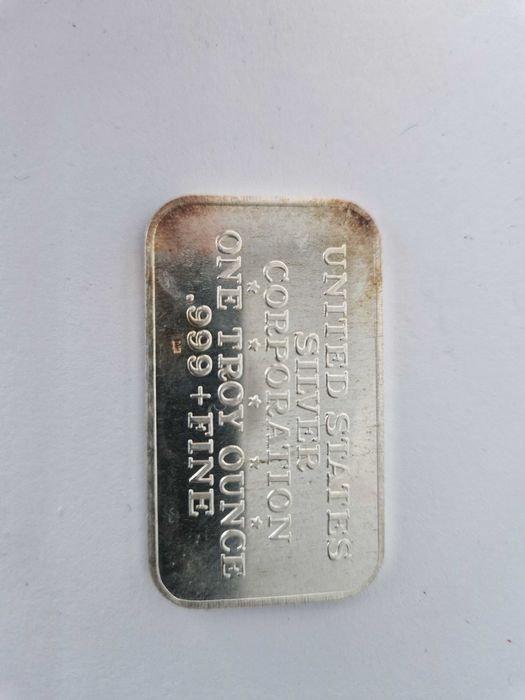 UNITED STATES
SILVER
CORPORATION
ONE TROY OUNCE
.999+FINE